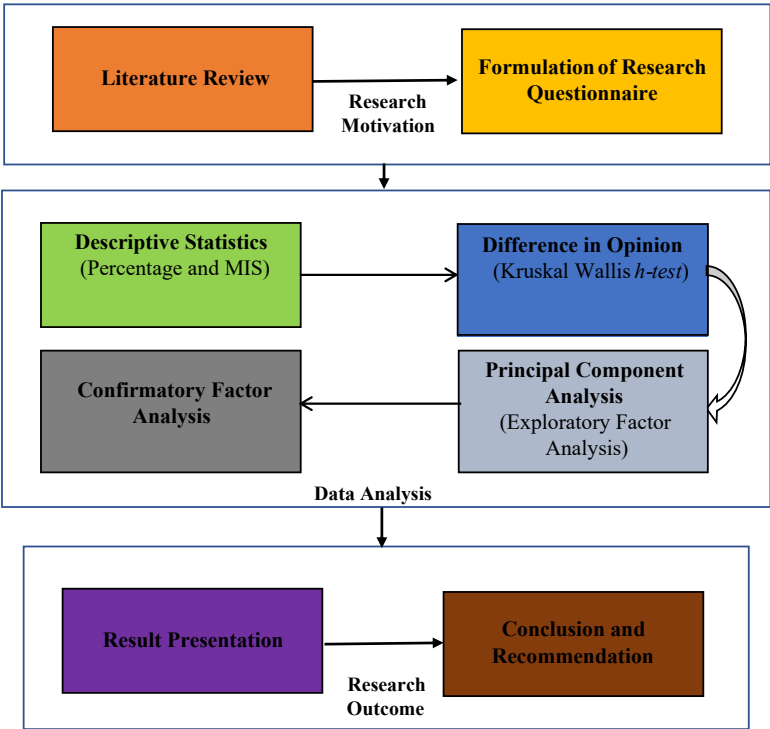 Literature Review
Research
Motivation
Formulation of Research
Questionnaire
Descriptive Statistics
(Percentage and MIS)
Difference in Opinion
(Kruskal Wallis h-test)
Principal Component
Analysis
(Exploratory Factor
Analysis)
Confirmatory Factor
Analysis
Data Analysis
Result Presentation
Research
Outcome
Conclusion and
Recommendation